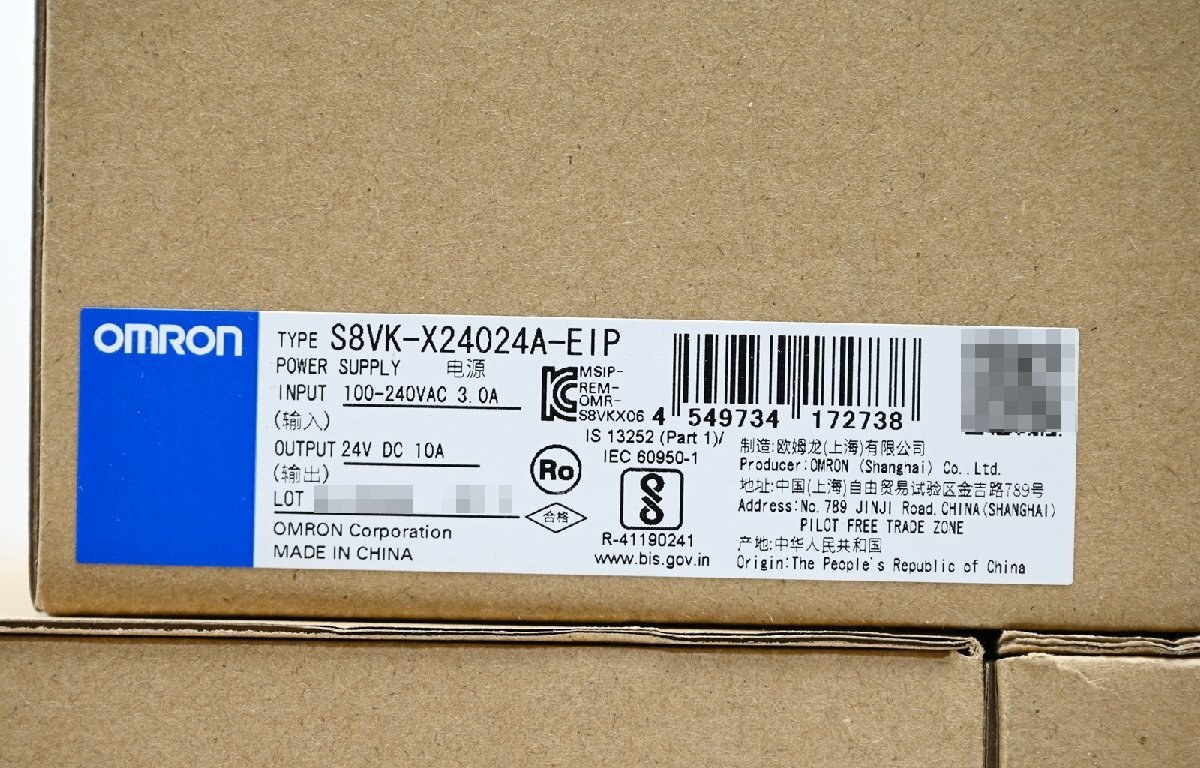 OMRON
TYPE S8VK-X24024A-EIP
POWER SUPPLY 电源
INPUT 100-240VAC 3.0A
(输入)
OUTPUT 24V DC 10A
(输出)
LOT
OMRON Corporation
MADE IN CHINA
MSIP-
REM-
OMR-
S8VKX06
4 549734 172738
IS 13252 (Part 1)/
IEC 60950-1
Ro
合格
R-41190241
www.bis.gov.in
制造:欧姆龙(上海)有限公司
Producer:OMRON (Shanghai) Co., Ltd.
地址:中国(上海)自由贸易试验区金吉路789号
Address:No. 789 JINJI Road, CHINA(SHANGHAI)
PILOT FREE TRADE ZONE
产地:中华人民共和国
Origin:The People's Republic of China